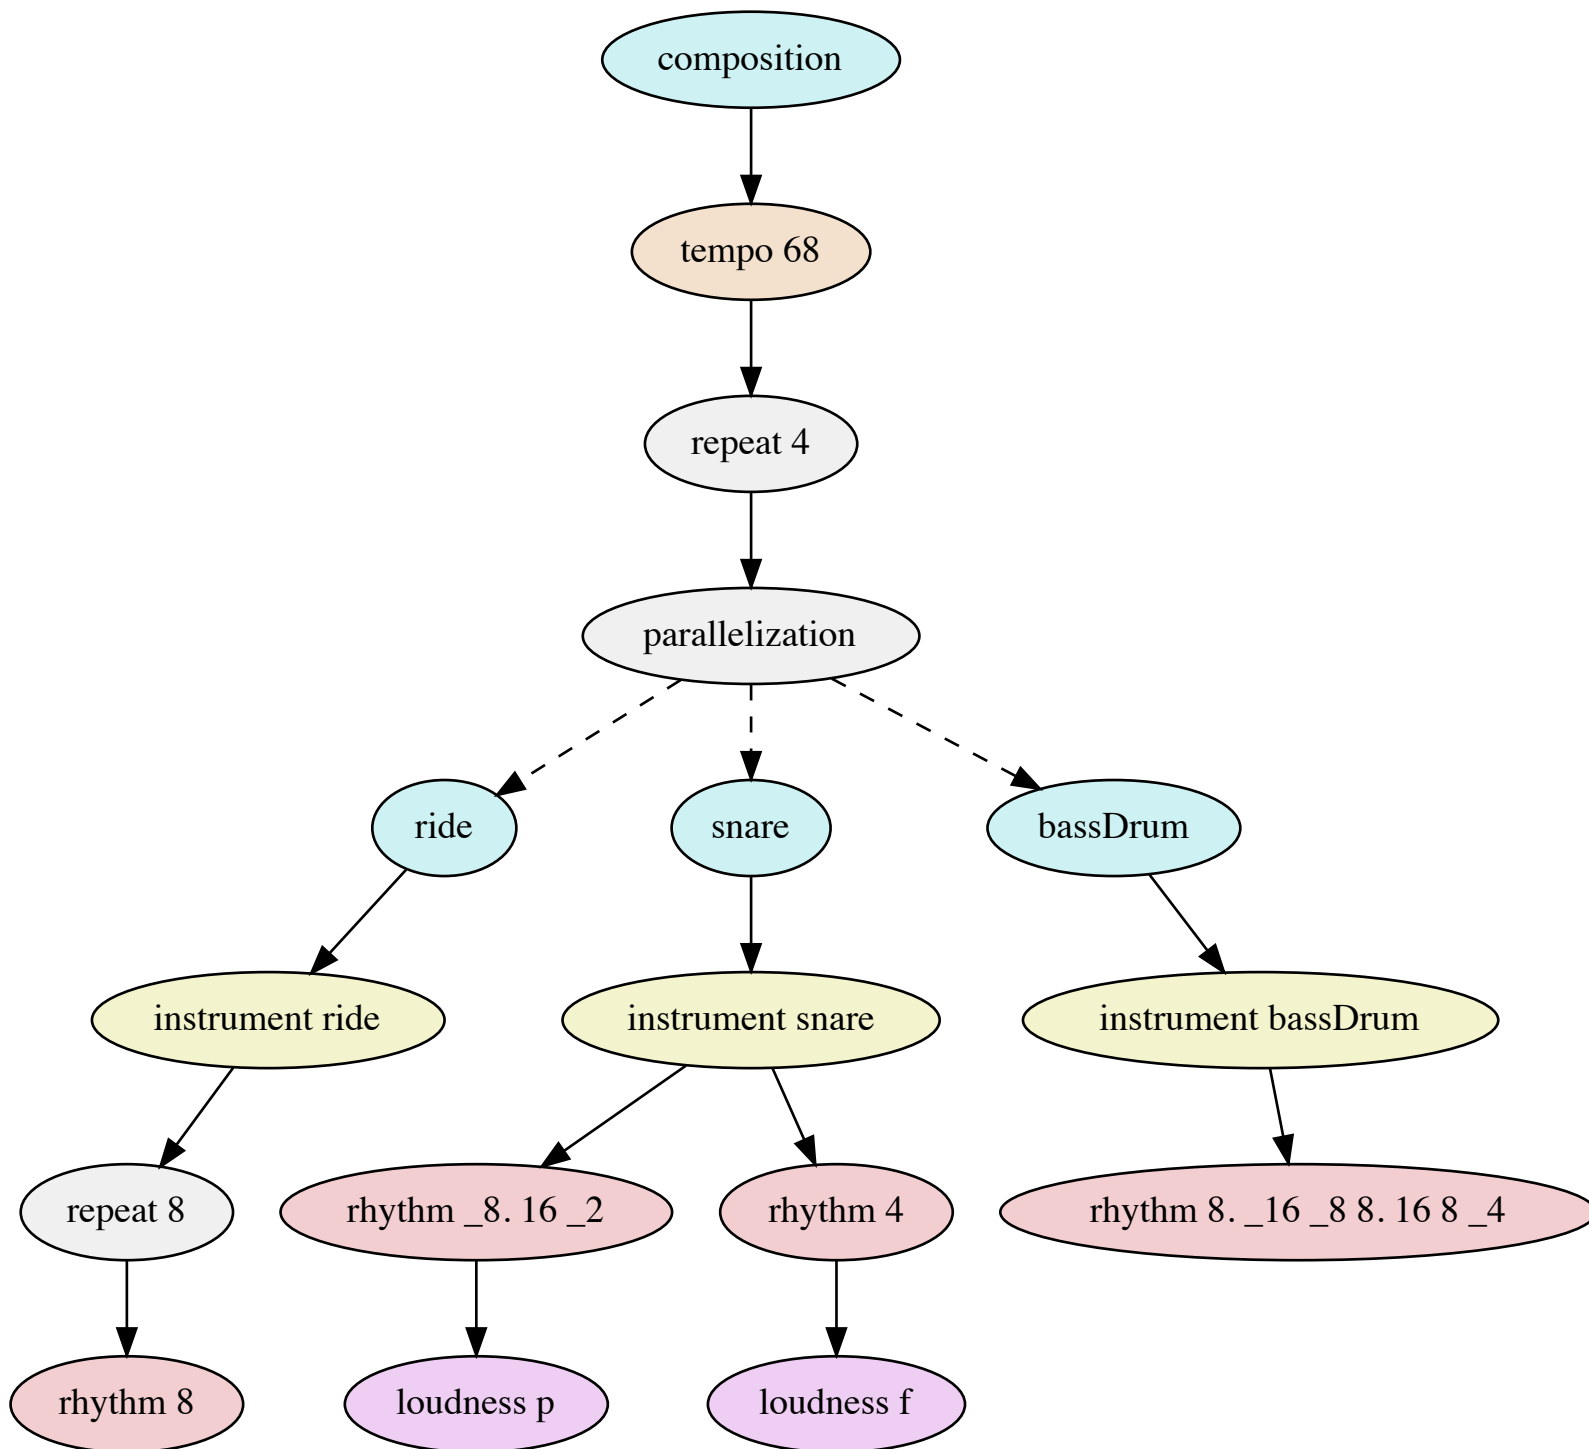 composition
tempo 68
repeat 4
parallelization
ride
snare
bassDrum
instrument ride
instrument snare
instrument bassDrum
repeat 8
rhythm _8. 16 _2
rhythm 4
rhythm 8. _16 _8 8. 16 8 _4
rhythm 8
loudness p
loudness f